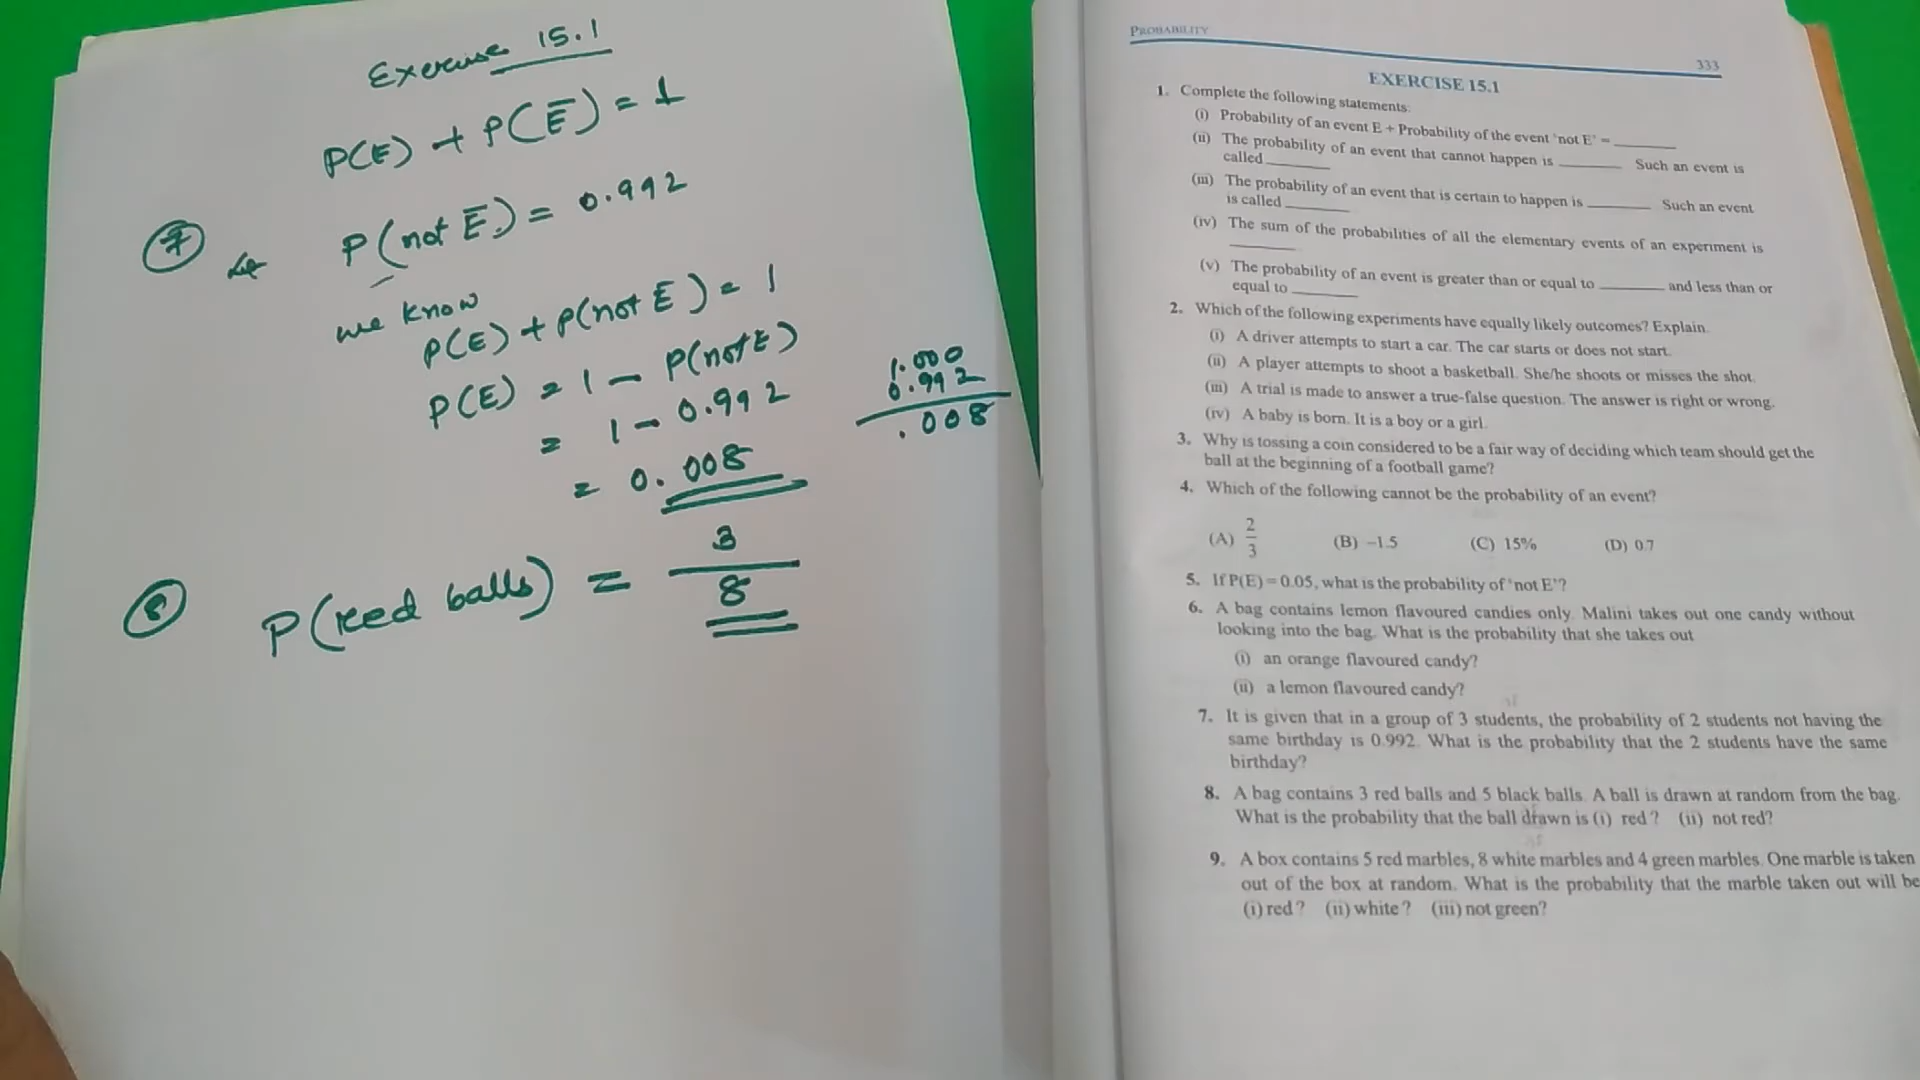 Exercise 15.1
P(E) + P(E̅) = 1
7 Let P(not E) = 0.992
we know
P(E) + P(not E) = 1
P(E) = 1 - P(not E)
= 1 - 0.992
= 0.008
1.000
0.992
.008
8 P(red balls) = 3/8
PROBABILITY 333
EXERCISE 15.1
1. Complete the following statements:
(i) Probability of an event E + Probability of the event 'not E' = ______
(ii) The probability of an event that cannot happen is ______ Such an event is
called ______
(iii) The probability of an event that is certain to happen is ______ Such an event
is called ______
(iv) The sum of the probabilities of all the elementary events of an experiment is
______
(v) The probability of an event is greater than or equal to ______ and less than or
equal to ______
2. Which of the following experiments have equally likely outcomes? Explain.
(i) A driver attempts to start a car. The car starts or does not start.
(ii) A player attempts to shoot a basketball. She/he shoots or misses the shot.
(iii) A trial is made to answer a true-false question. The answer is right or wrong.
(iv) A baby is born. It is a boy or a girl.
3. Why is tossing a coin considered to be a fair way of deciding which team should get the
ball at the beginning of a football game?
4. Which of the following cannot be the probability of an event?
(A) 2/3 (B) –1.5 (C) 15% (D) 0.7
5. If P(E) = 0.05, what is the probability of 'not E'?
6. A bag contains lemon flavoured candies only. Malini takes out one candy without
looking into the bag. What is the probability that she takes out
(i) an orange flavoured candy?
(ii) a lemon flavoured candy?
7. It is given that in a group of 3 students, the probability of 2 students not having the
same birthday is 0.992. What is the probability that the 2 students have the same
birthday?
8. A bag contains 3 red balls and 5 black balls. A ball is drawn at random from the bag.
What is the probability that the ball drawn is (i) red ? (ii) not red?
9. A box contains 5 red marbles, 8 white marbles and 4 green marbles. One marble is taken
out of the box at random. What is the probability that the marble taken out will be
(i) red ? (ii) white ? (iii) not green?